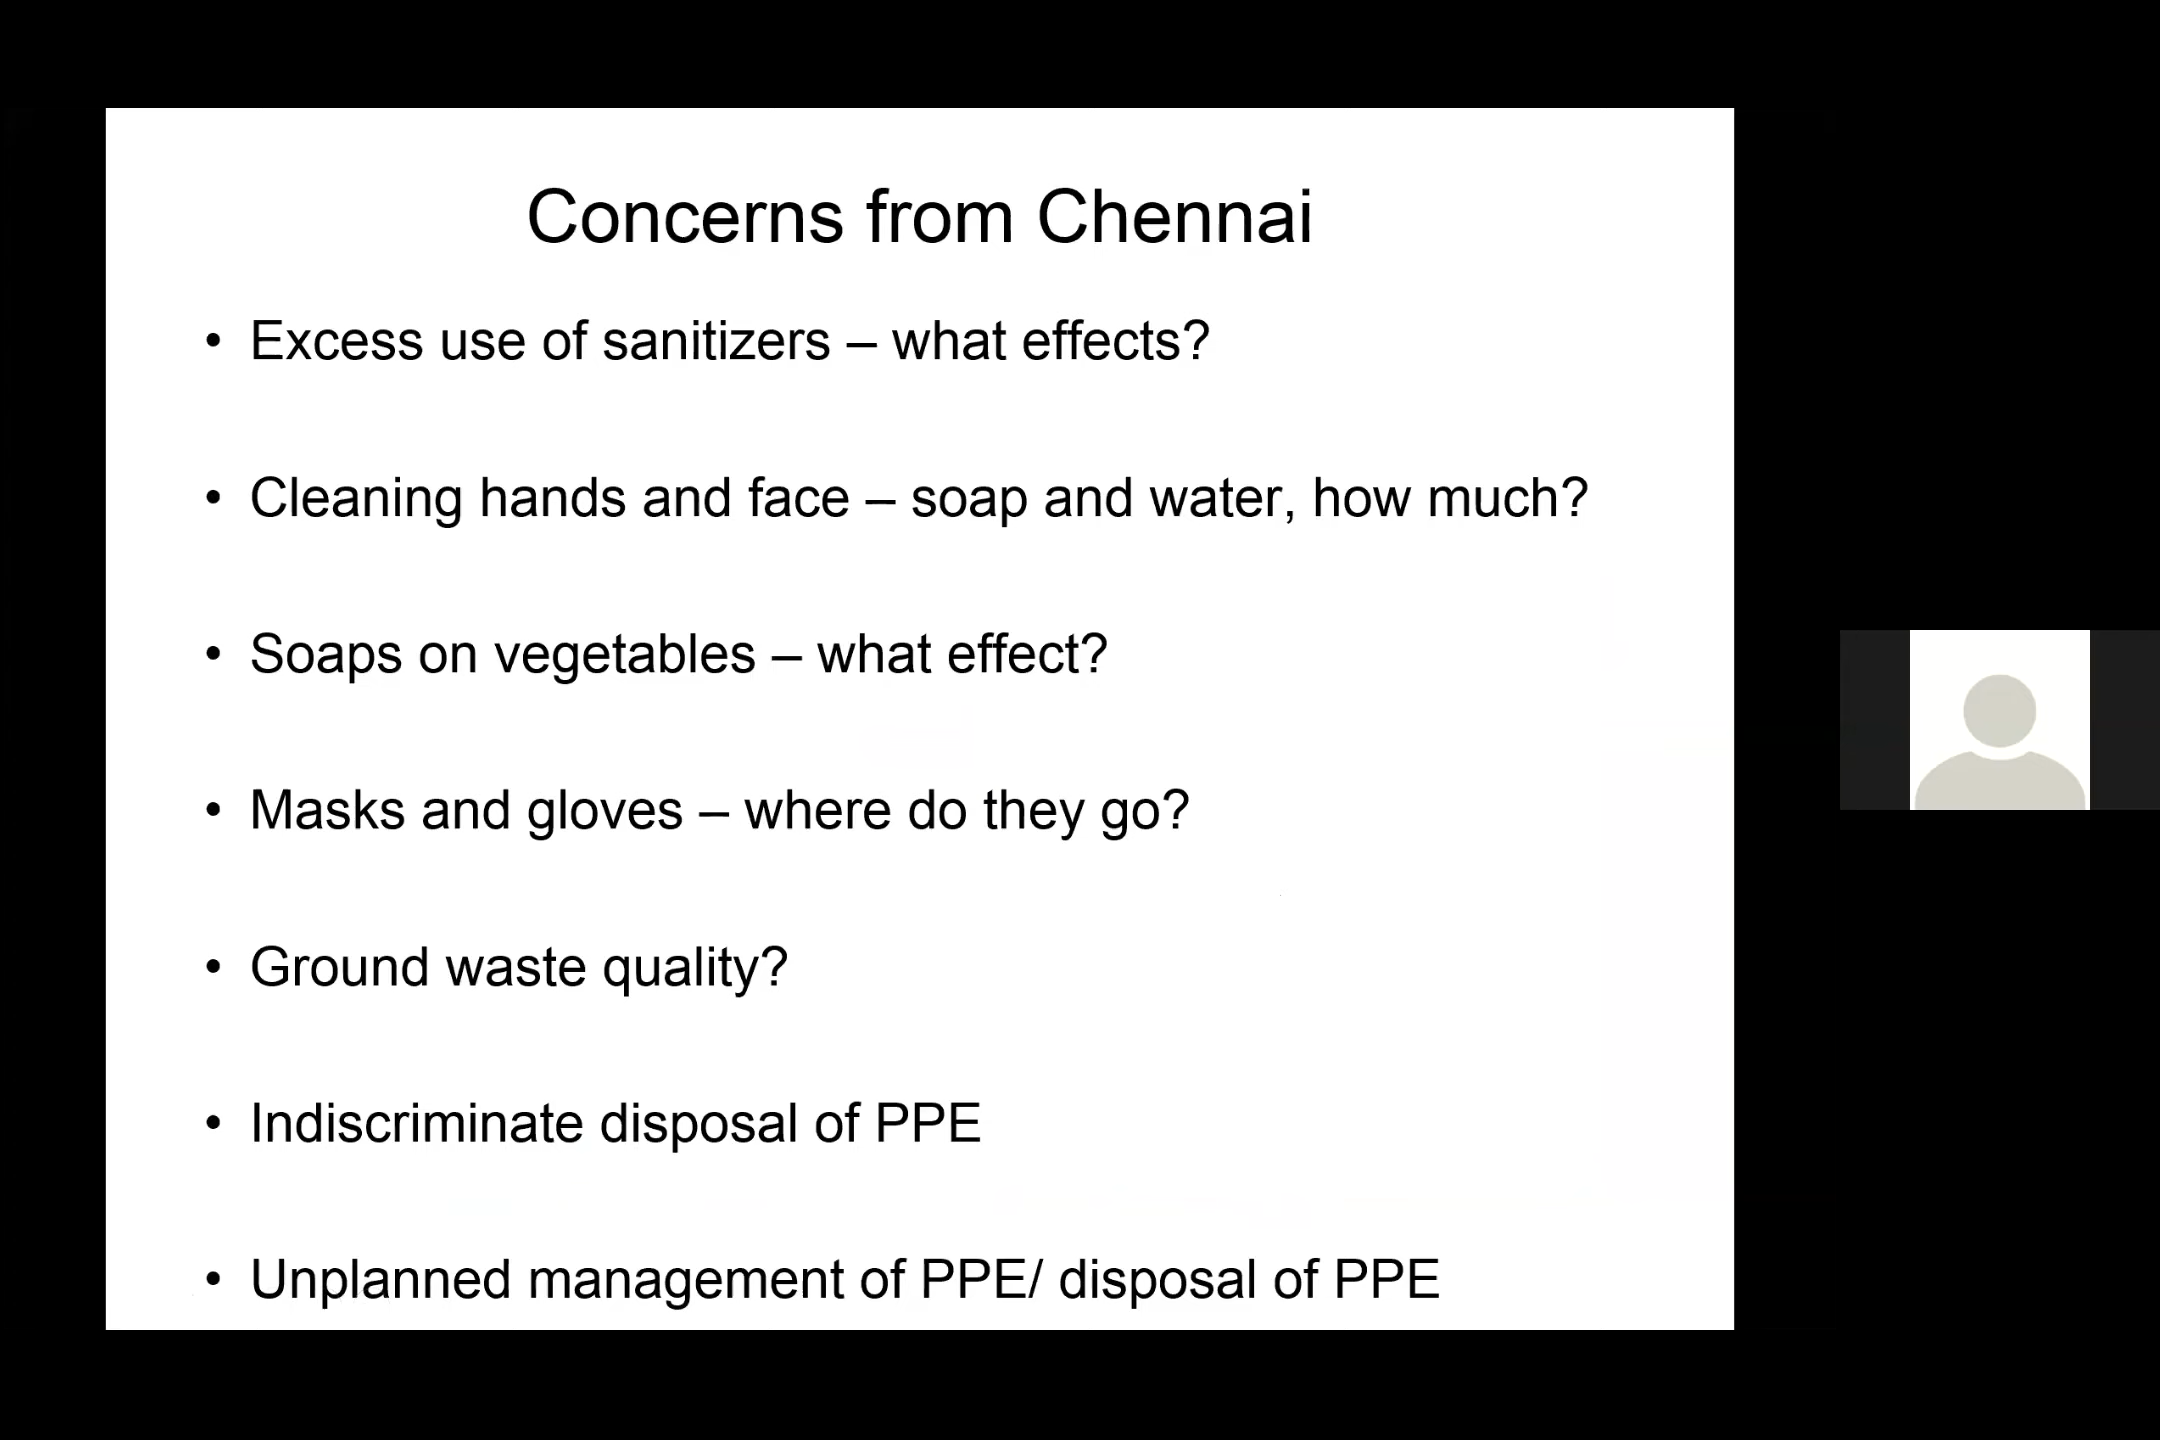 Concerns from Chennai
• Excess use of sanitizers – what effects?
• Cleaning hands and face – soap and water, how much?
• Soaps on vegetables – what effect?
• Masks and gloves – where do they go?
• Ground waste quality?
• Indiscriminate disposal of PPE
• Unplanned management of PPE/ disposal of PPE